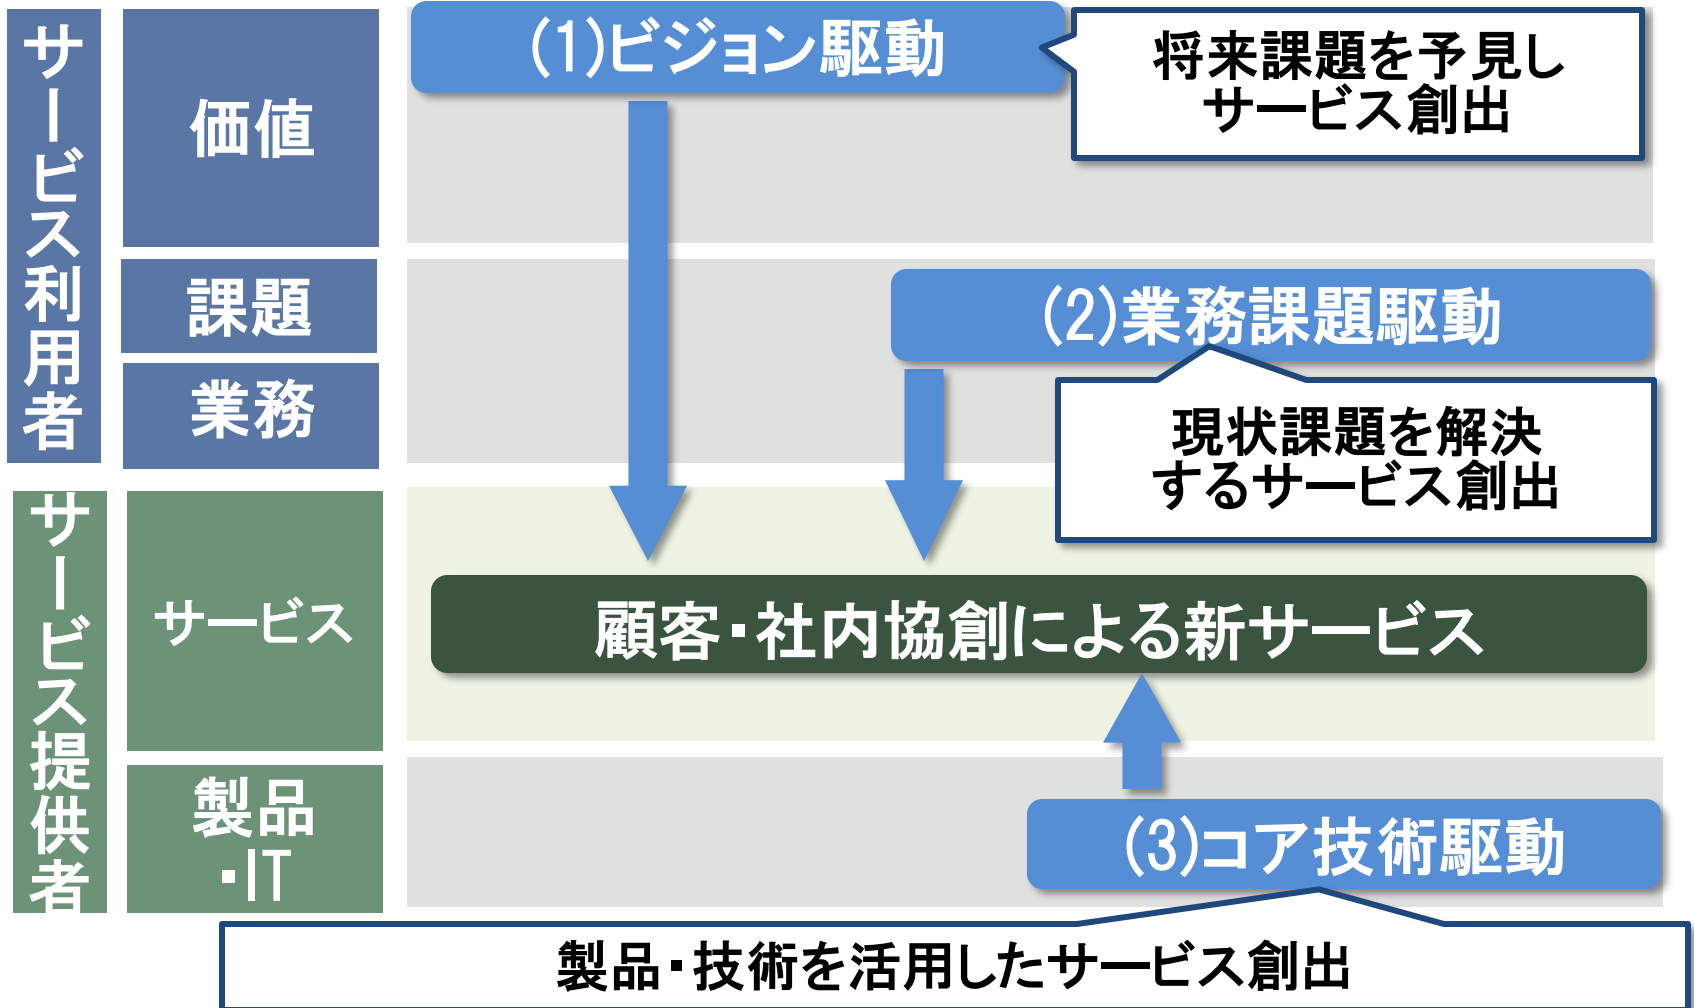 サービス利用者
価値
(1)ビジョン駆動
将来課題を予見し
サービス創出
課題
(2)業務課題駆動
業務
現状課題を解決
するサービス創出
サービス提供者
サービス
顧客・社内協創による新サービス
製品
・IT
(3)コア技術駆動
製品・技術を活用したサービス創出